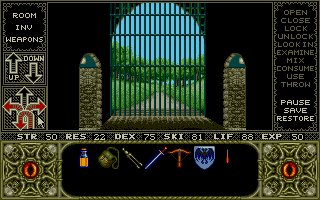 ROOM
INV
WEAPONS
UP
DOWN
OPEN
CLOSE
LOCK
UNLOCK
LOOK IN
EXAMINE
MIX
CONSUME
USE
THROW
PAUSE
SAVE
RESTORE
STR 50 RES 22 DEX 75 SKI 81 LIF 88 EXP 50